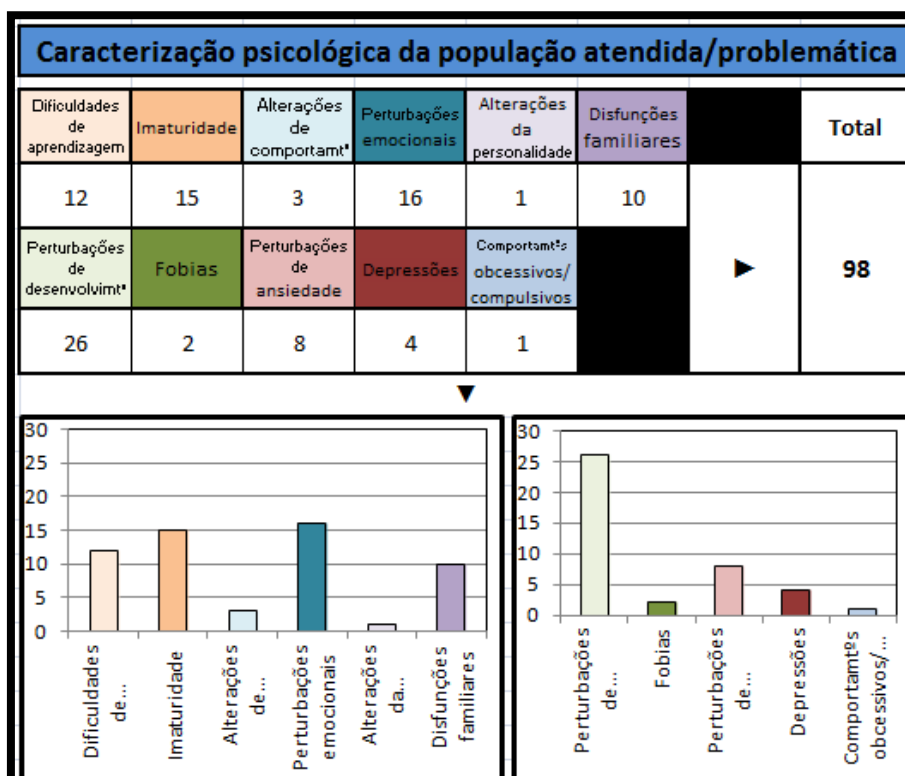 Caracterização psicológica da população atendida/problemática
Dificuldades
de
aprendizagem
Imaturidade
Alterações
de
comportamtº
Perturbações
emocionais
Alterações
da
personalidade
Disfunções
familiares
Total
12
15
3
16
1
10
Perturbações
de
desenvolvimtº
Fobias
Perturbações
de
ansiedade
Depressões
Comportamtºs
obcessivos/
compulsivos
►
98
26
2
8
4
1
▼
30
25
20
15
10
5
0
Dificuldades
de...
Imaturidade
Alterações
de...
Perturbações
emocionais
Alterações
da...
Disfunções
familiares
30
25
20
15
10
5
0
Perturbações
de...
Fobias
Perturbações
de...
Depressões
Comportamtºs
obcessivos/...